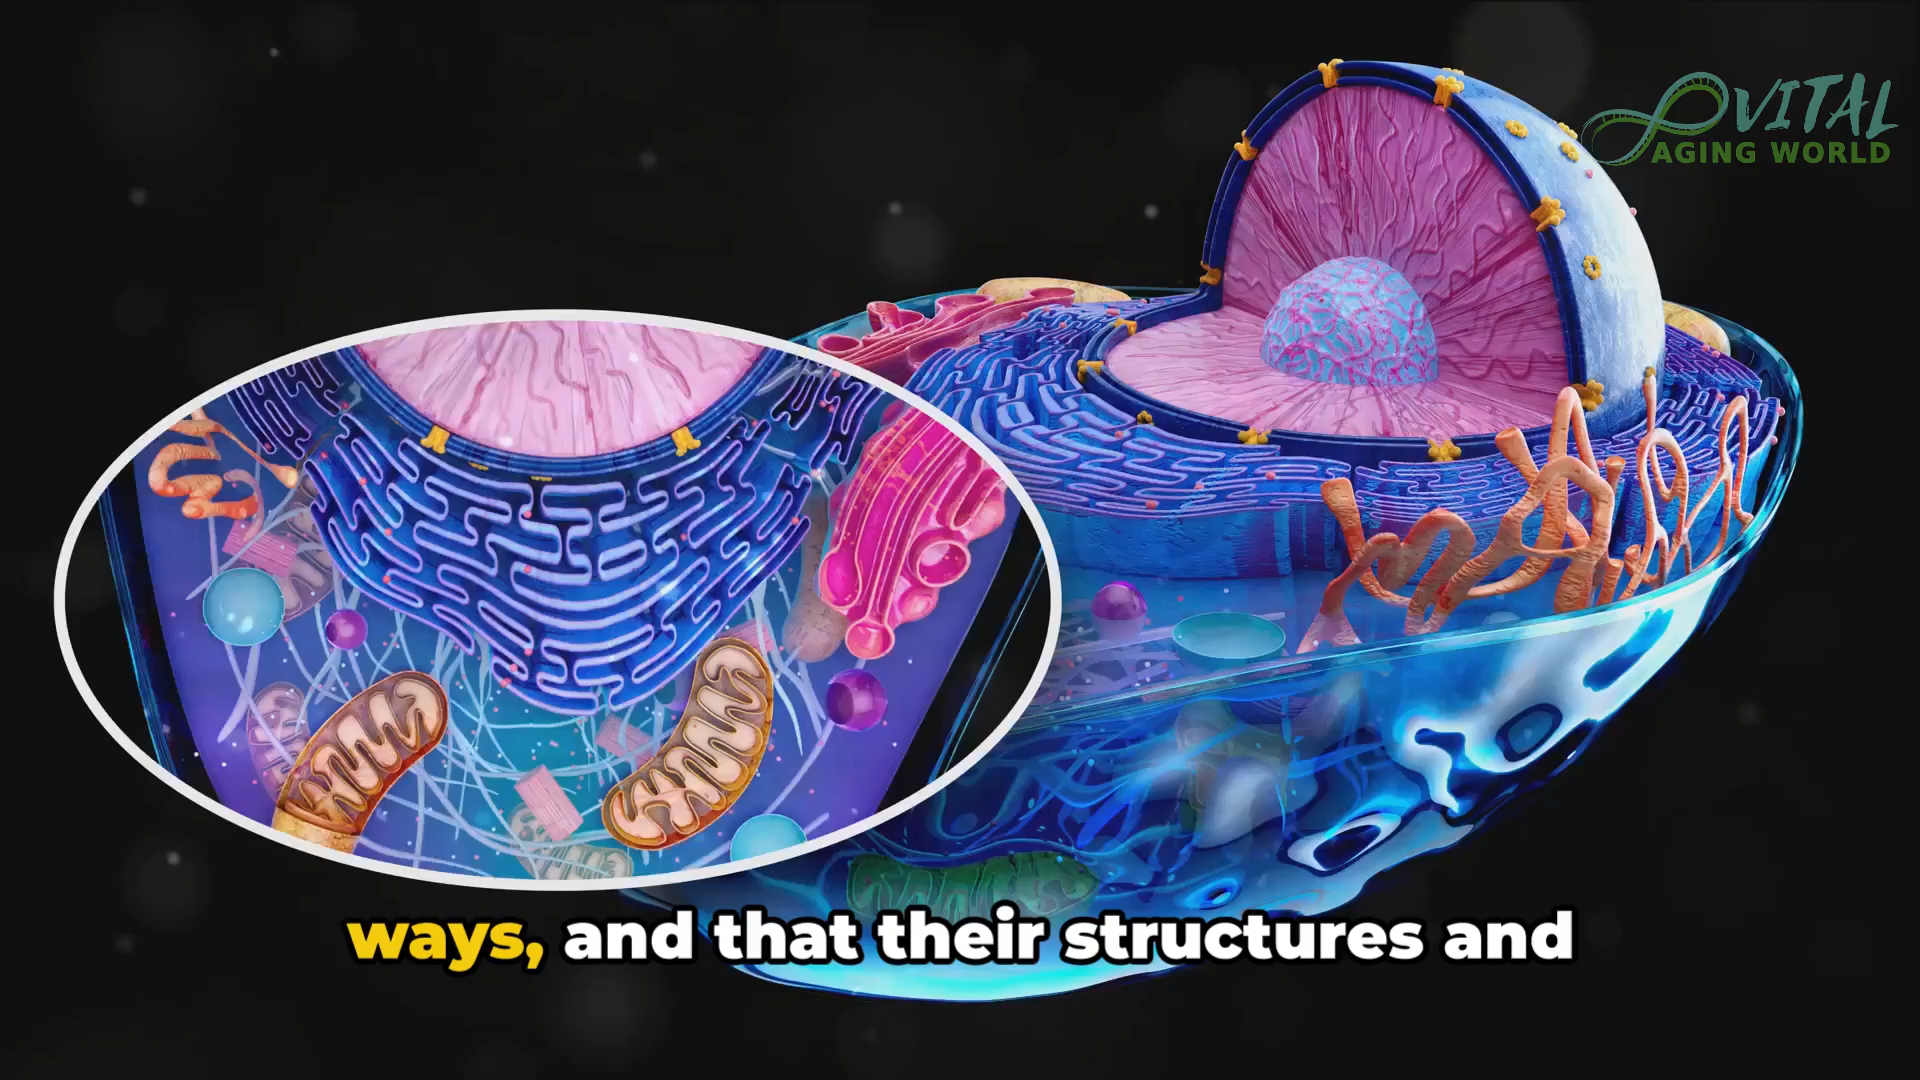 VITAL
AGING WORLD
ways, and that their structures and